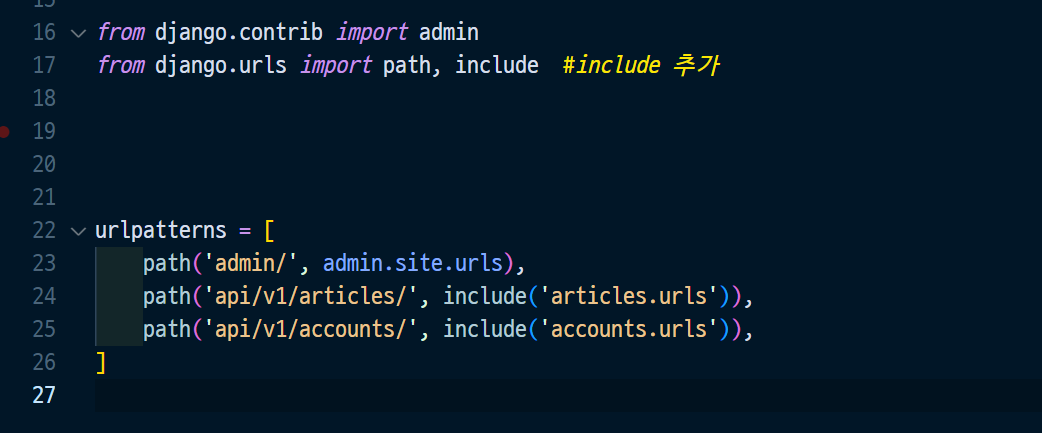 15
16 from django.contrib import admin
17 from django.urls import path, include  #include 추가
18
19
20
21
22 urlpatterns = [
23     path('admin/', admin.site.urls),
24     path('api/v1/articles/', include('articles.urls')),
25     path('api/v1/accounts/', include('accounts.urls')),
26 ]
27